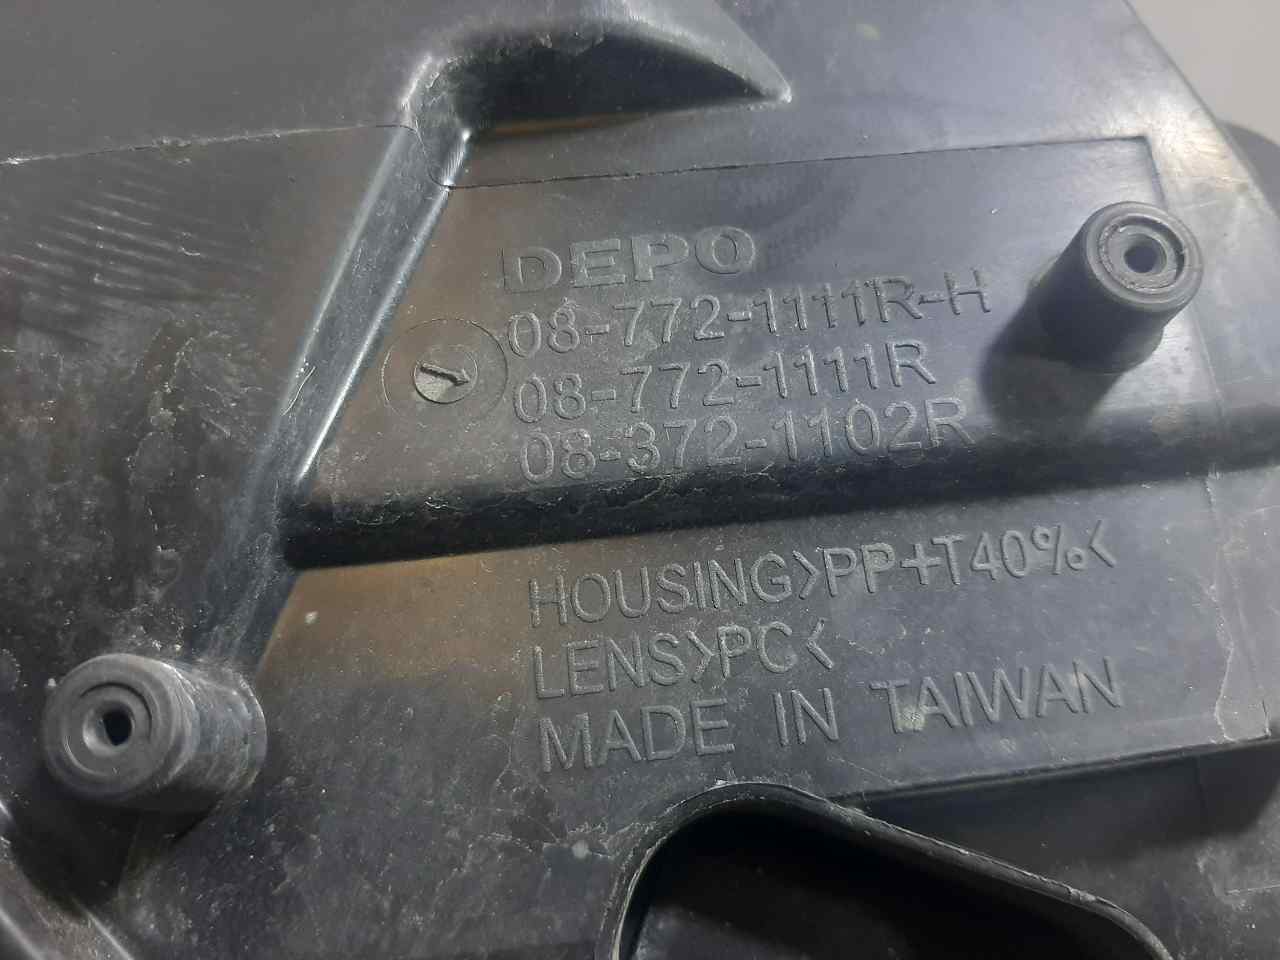 DEPO
08-772-1111R-H
08-772-1111R
08-372-1102R
HOUSING>PP+T40%<
LENS>PC<
MADE IN TAIWAN